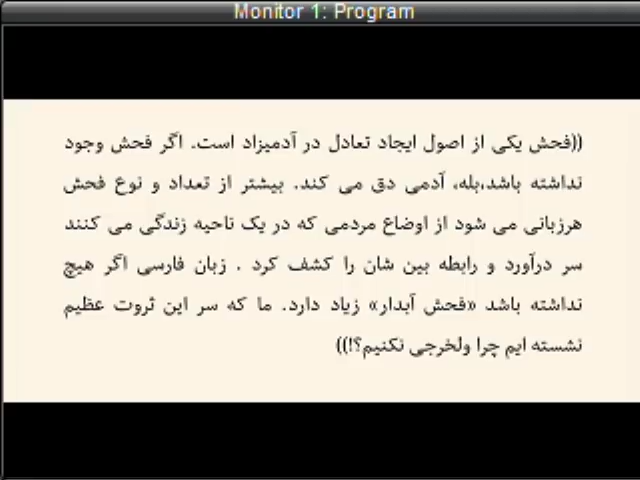 Monitor 1: Program
((فحش یکی از اصول ایجاد تعادل در آدمیزاد است. اگر فحش وجود
نداشته باشد،بله، آدمی دق می کند. بیشتر از تعداد و نوع فحش
هرزبانی می شود از اوضاع مردمی که در یک ناحیه زندگی می کنند
سر درآورد و رابطه بین شان را کشف کرد . زبان فارسی اگر هیچ
نداشته باشد «فحش آبدار» زیاد دارد. ما که سر این ثروت عظیم
نشسته ایم چرا ولخرجی نکنیم؟!))